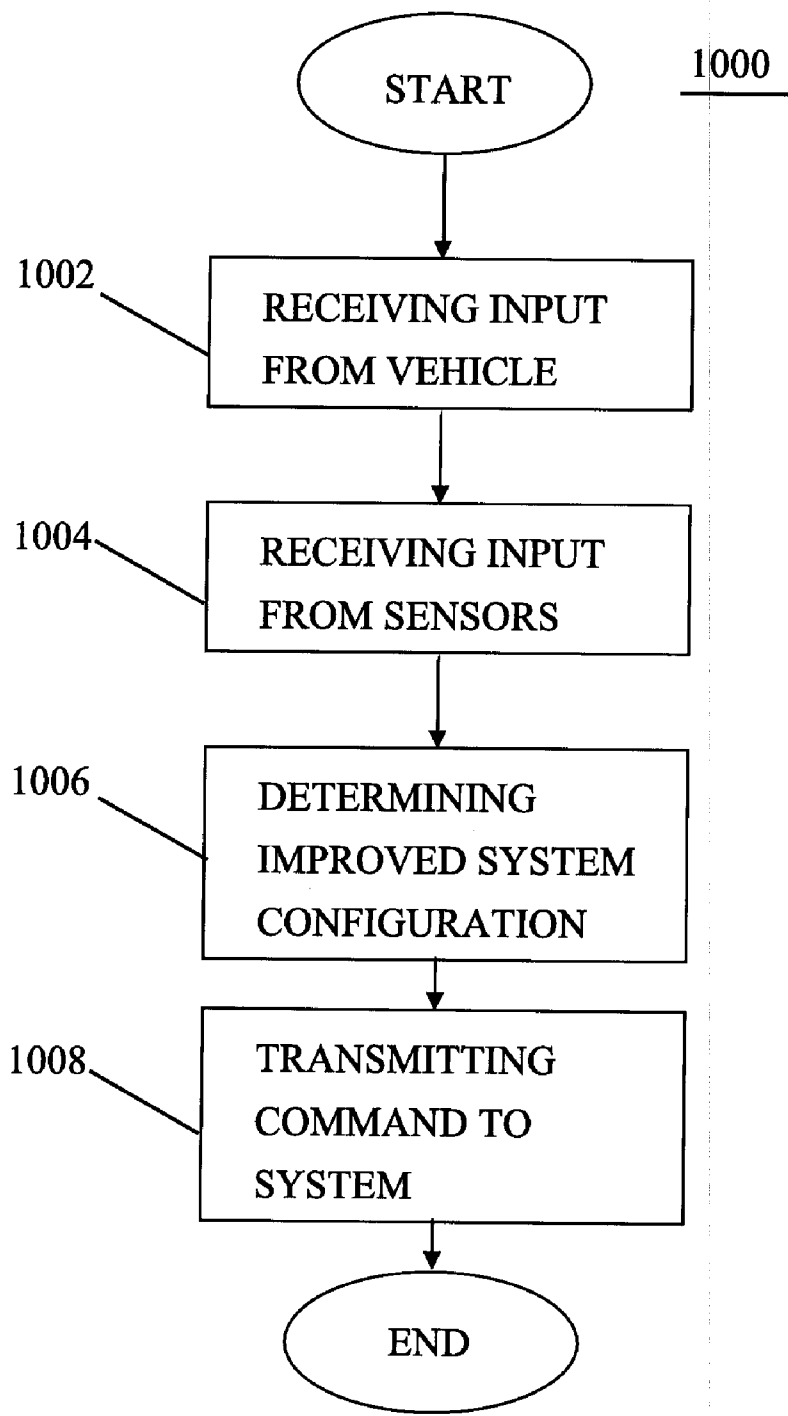 START
1000
1002
RECEIVING INPUT
FROM VEHICLE
1004
RECEIVING INPUT
FROM SENSORS
1006
DETERMINING
IMPROVED SYSTEM
CONFIGURATION
1008
TRANSMITTING
COMMAND TO
SYSTEM
END